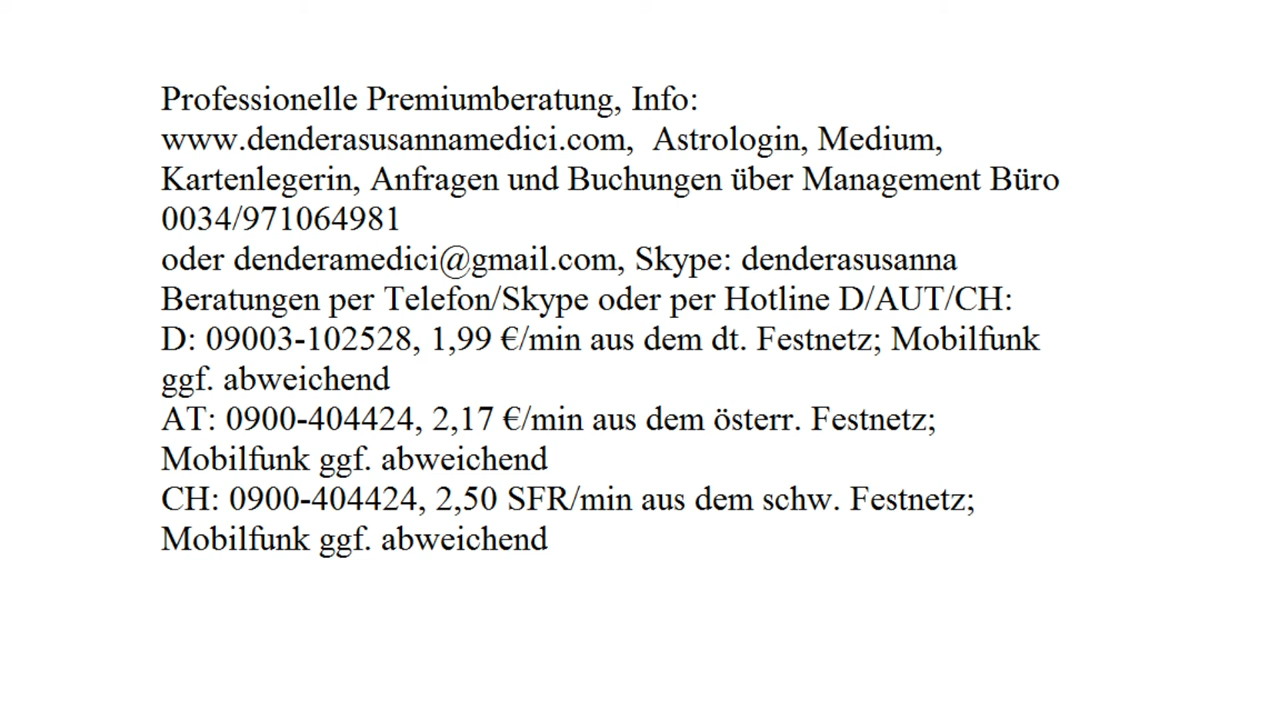 Professionelle Premiumberatung, Info:
www.denderasusannamedici.com,  Astrologin, Medium,
Kartenlegerin, Anfragen und Buchungen über Management Büro
0034/971064981
oder denderamedici@gmail.com, Skype: denderasusanna
Beratungen per Telefon/Skype oder per Hotline D/AUT/CH:
D: 09003-102528, 1,99 €/min aus dem dt. Festnetz; Mobilfunk
ggf. abweichend
AT: 0900-404424, 2,17 €/min aus dem österr. Festnetz;
Mobilfunk ggf. abweichend
CH: 0900-404424, 2,50 SFR/min aus dem schw. Festnetz;
Mobilfunk ggf. abweichend